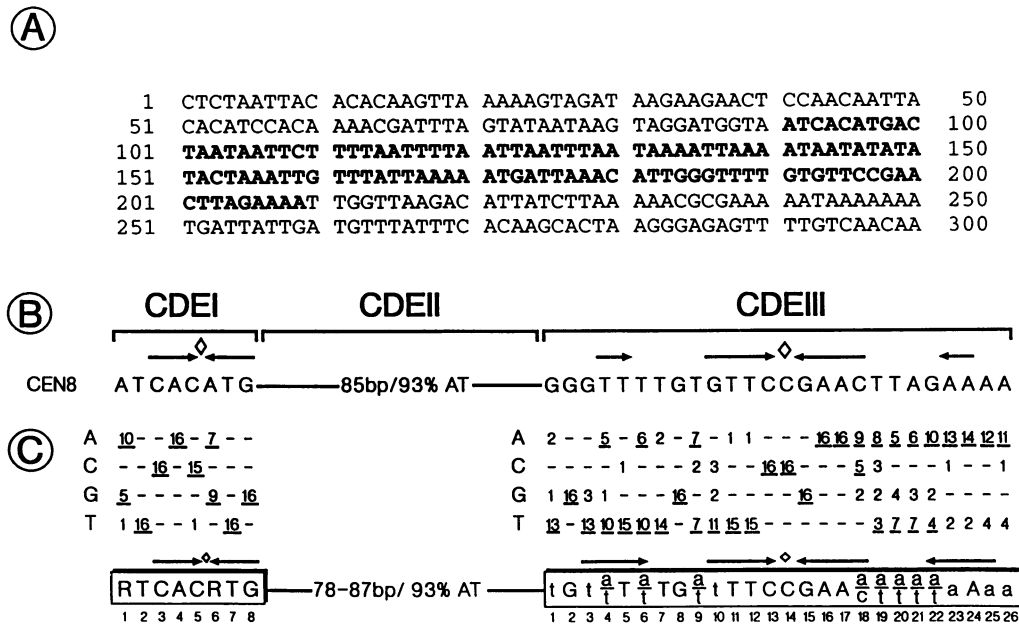 A
1 CTCTAATTAC ACACAAGTTA AAAAGTAGAT AAGAAGAACT CCAACAATTA 50
51 CACATCCACA AAACGATTTA GTATAATAAG TAGGATGGTA ATCACATGAC 100
101 TAATAATTCT TTTAATTTTA ATTAATTTAA TAAAATTAAA ATAATATATA 150
151 TACTAAATTG TTTATTAAAA ATGATTAAAC ATTGGGTTTT GTGTTCCGAA 200
201 CTTAGAAAAT TGGTTAAGAC ATTATCTTAA AAACGCGAAA AATAAAAAAA 250
251 TGATTATTGA TGTTTATTTC ACAAGCACTA AGGGAGAGTT TTGTCAACAA 300
B CDEI CDEII CDEIII
CEN8 ATCACATG 85bp/93% AT GGGTTTTGTGTTCCGAACTTAGAAAA
C
A 10 - - 16 - 7 - - 2 - - 5 - 6 2 - 7 - 1 1 - - - 16 16 9 8 5 6 10 13 14 12 11
C - - 16 - 15 - - - - - - - 1 - - - 2 3 - - 16 16 - - - 5 3 - - - 1 - - 1
G 5 - - - - 9 - 16 1 16 3 1 - - - 16 - 2 - - - - 16 - - 2 2 4 3 2 - - - -
T 1 16 - - 1 - 16 - 13 - 13 10 15 10 14 - 7 11 15 15 - - - - - - 3 7 7 4 2 2 4 4
RTCACRTG 78-87bp/ 93% AT t G t a/t T a/t T G a/t t T T C C G A A a/c a/t a/t a/t a/t a A a a
1 2 3 4 5 6 7 8 1 2 3 4 5 6 7 8 9 10 11 12 13 14 15 16 17 18 19 20 21 22 23 24 25 26